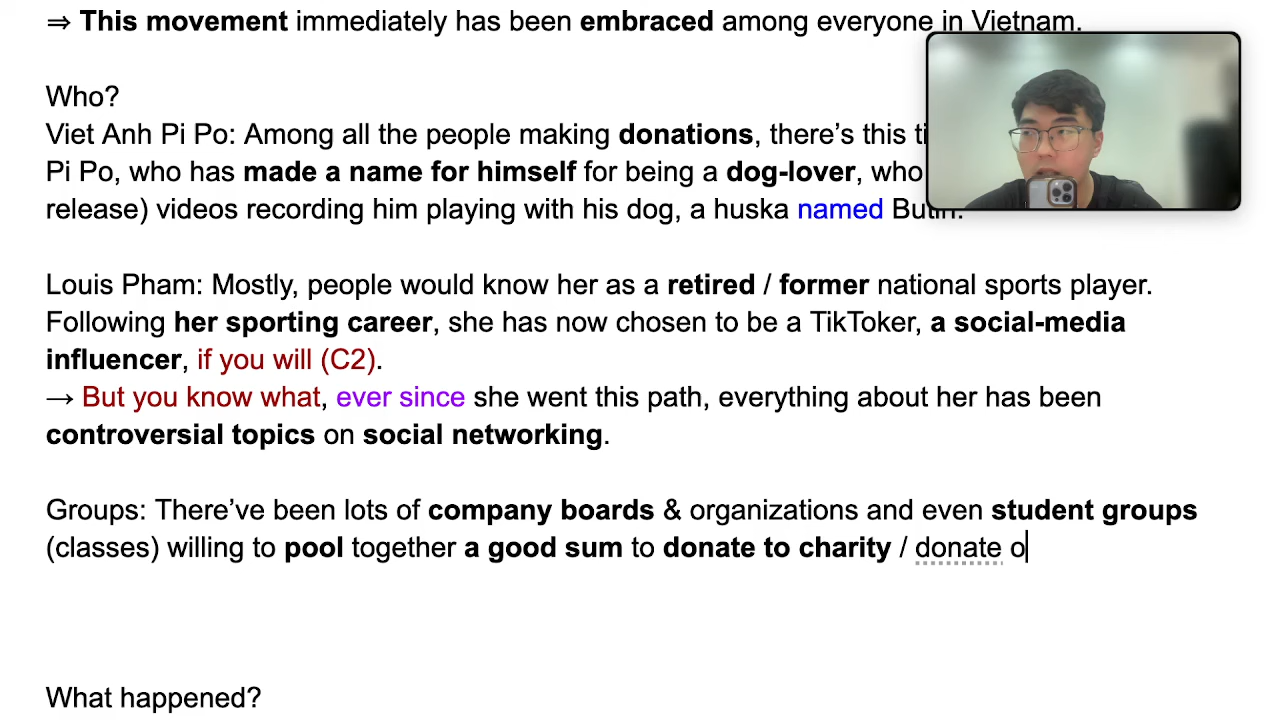 ⇒ This movement immediately has been embraced among everyone in Vietnam.
Who?
Viet Anh Pi Po: Among all the people making donations, there's this
Pi Po, who has made a name for himself for being a dog-lover, who
release) videos recording him playing with his dog, a huska named Butin.
Louis Pham: Mostly, people would know her as a retired / former national sports player.
Following her sporting career, she has now chosen to be a TikToker, a social-media
influencer, if you will (C2).
→ But you know what, ever since she went this path, everything about her has been
controversial topics on social networking.
Groups: There've been lots of company boards & organizations and even student groups
(classes) willing to pool together a good sum to donate to charity / donate o
What happened?